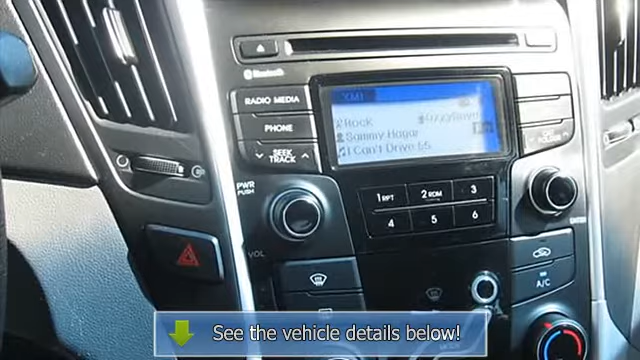 Bluetooth
XM1
RADIO MEDIA
Rock
PHONE
Sammy Hagar
I Can't Drive 55
SEEK
TRACK
PWR
PUSH
1 RPT
2 RDM
3
4
5
6
ENTER
VOL
A/C
See the vehicle details below!